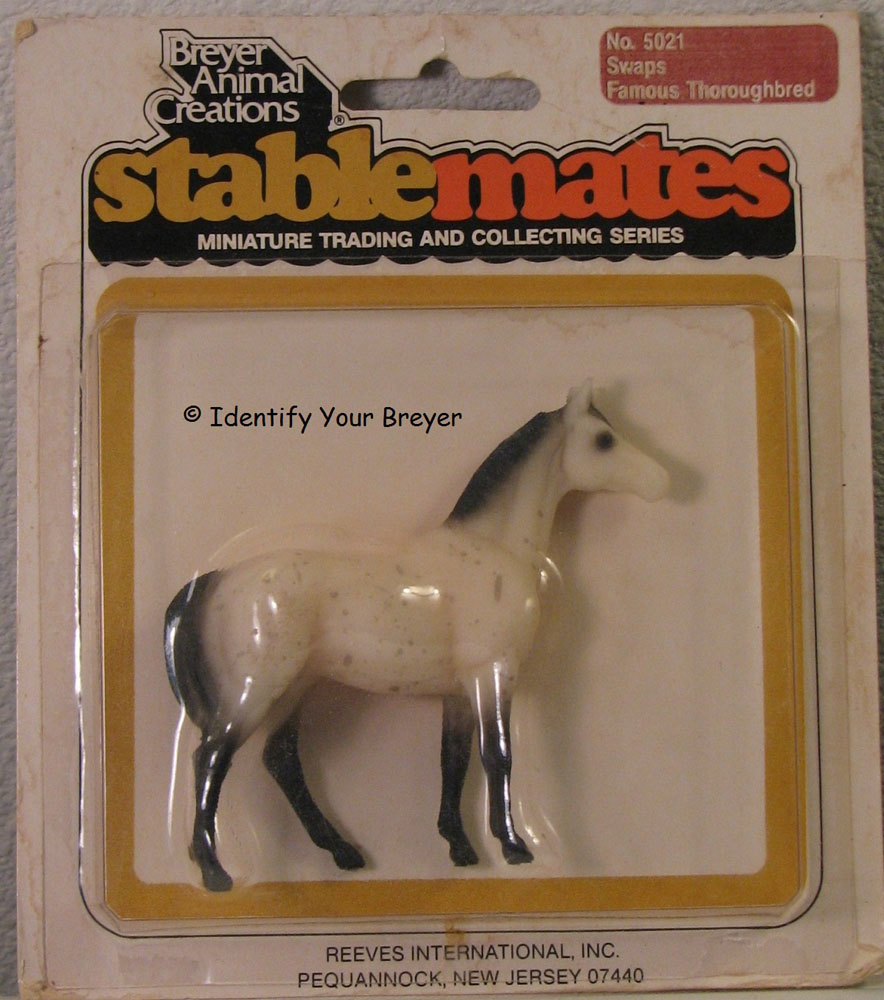 Breyer
Animal
Creations®
No. 5021
Swaps
Famous Thoroughbred
stablemates
MINIATURE TRADING AND COLLECTING SERIES
© Identify Your Breyer
REEVES INTERNATIONAL, INC.
PEQUANNOCK, NEW JERSEY 07440